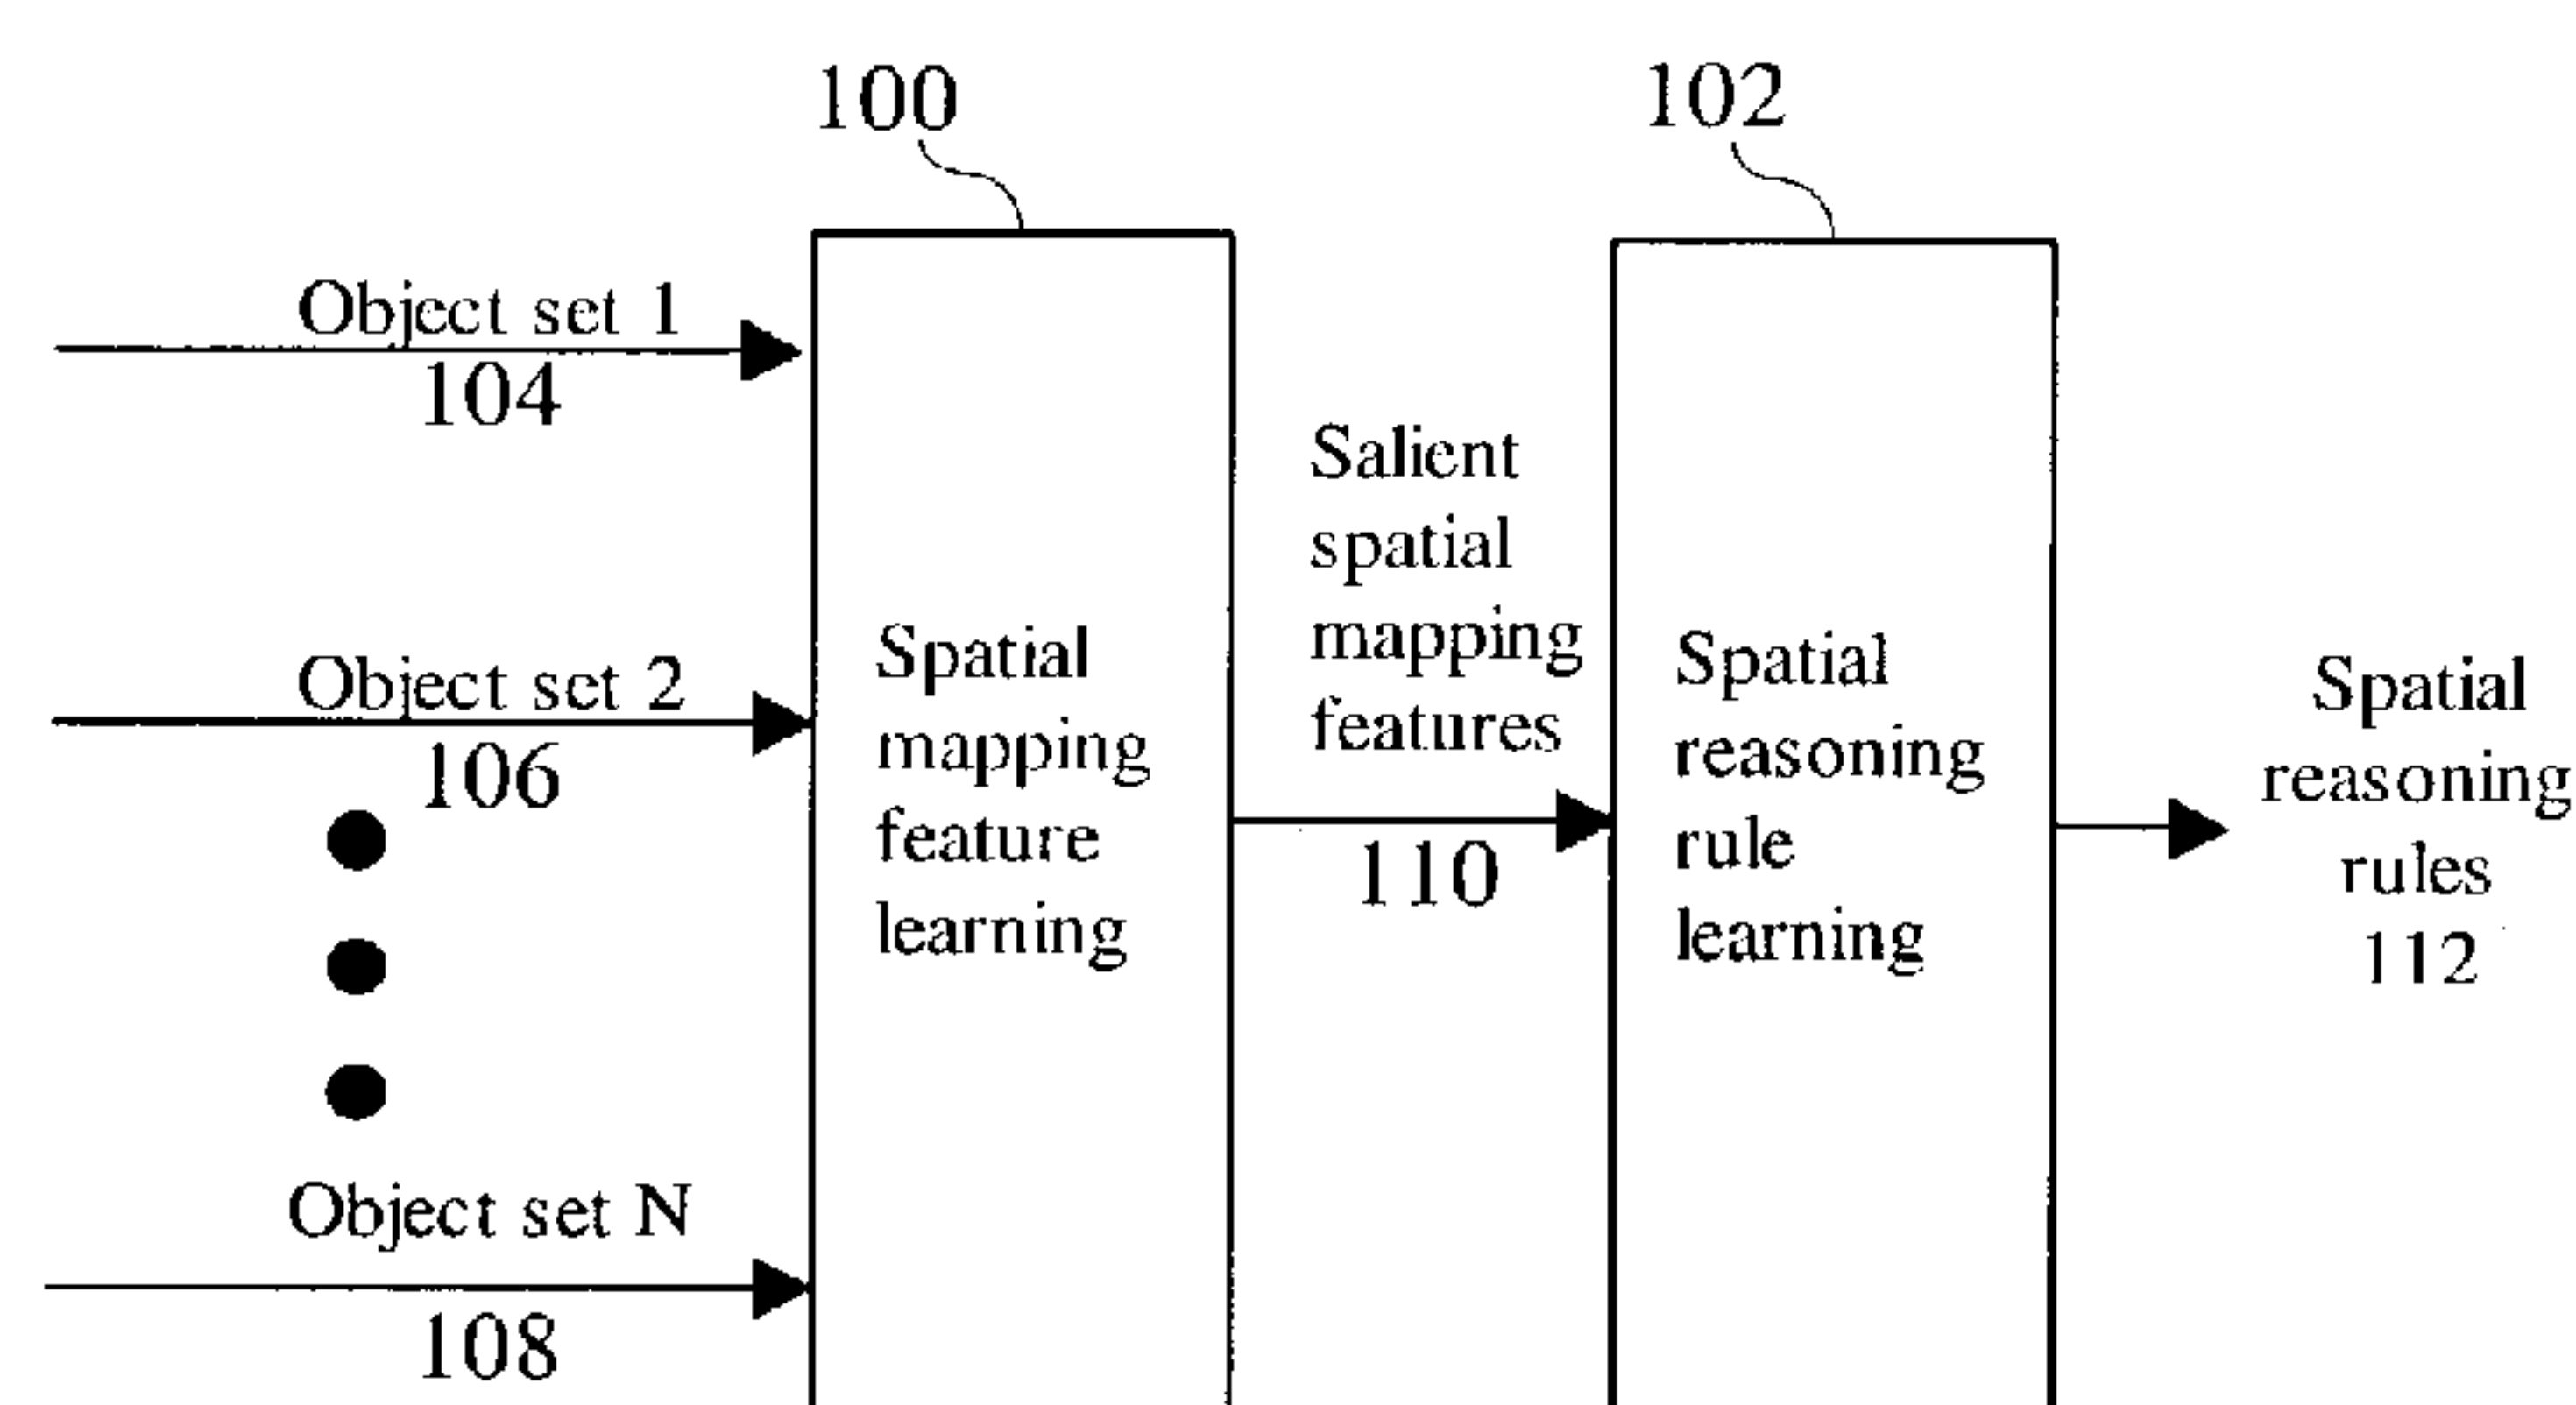 100
102
Object set 1
104
Object set 2
106
Object set N
108
Spatial
mapping
feature
learning
Salient
spatial
mapping
features
110
Spatial
reasoning
rule
learning
Spatial
reasoning
rules
112